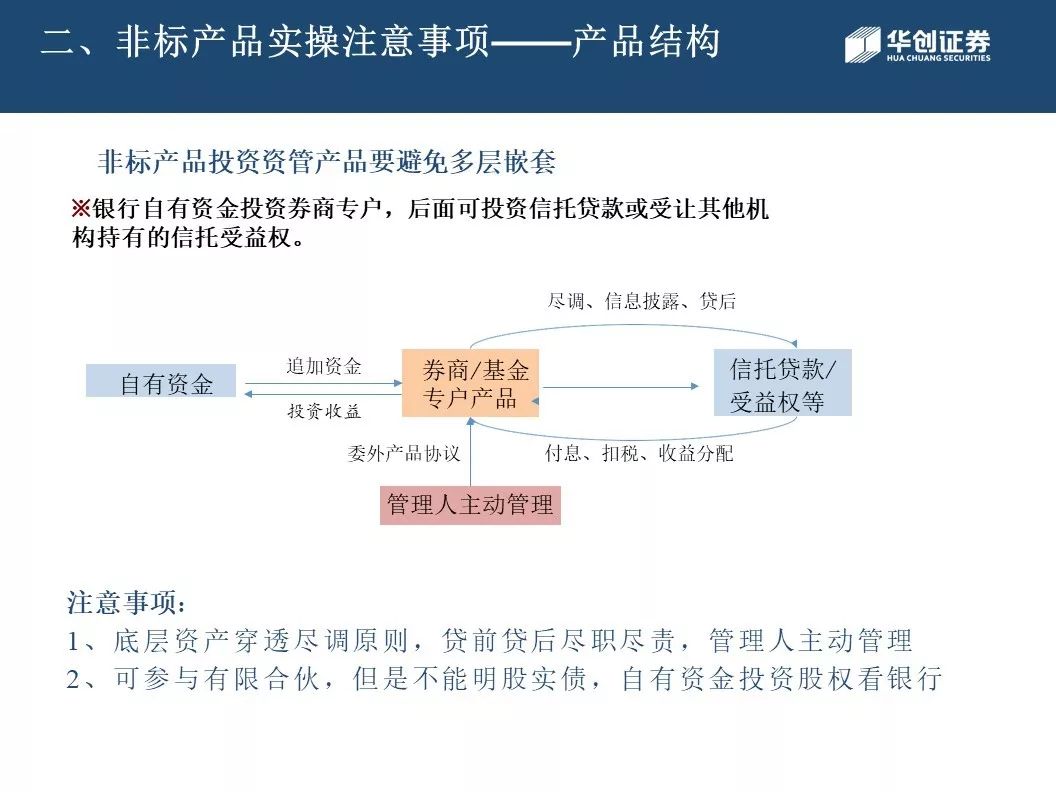 二、非标产品实操注意事项——产品结构
华创证券
HUA CHUANG SECURITIES
非标产品投资资管产品要避免多层嵌套
※银行自有资金投资券商专户，后面可投资信托贷款或受让其他机
构持有的信托受益权。
尽调、信息披露、贷后
自有资金
追加资金
投资收益
券商/基金
专户产品
信托贷款/
受益权等
委外产品协议
付息、扣税、收益分配
管理人主动管理
注意事项：
1、底层资产穿透尽调原则，贷前贷后尽职尽责，管理人主动管理
2、可参与有限合伙，但是不能明股实债，自有资金投资股权看银行